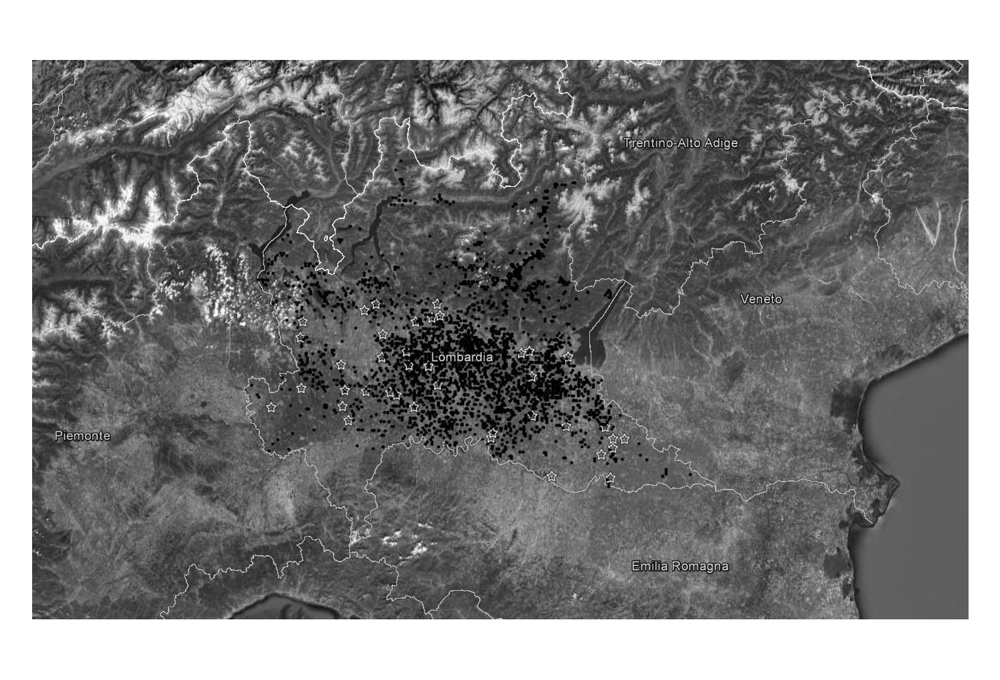 Trentino-Alto Adige
Veneto
Lombardia
Piemonte
Emilia Romagna